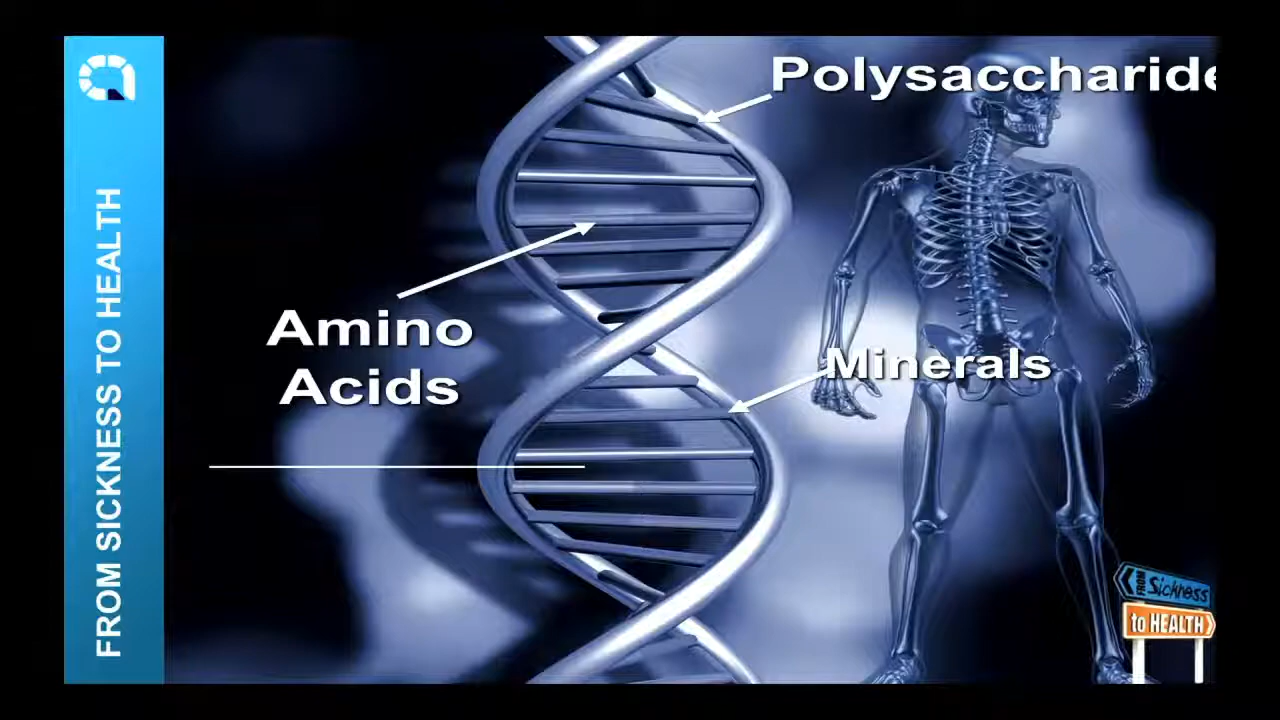 FROM SICKNESS TO HEALTH
Polysaccharide
Amino
Acids
Minerals
FROM
Sickness
to HEALTH